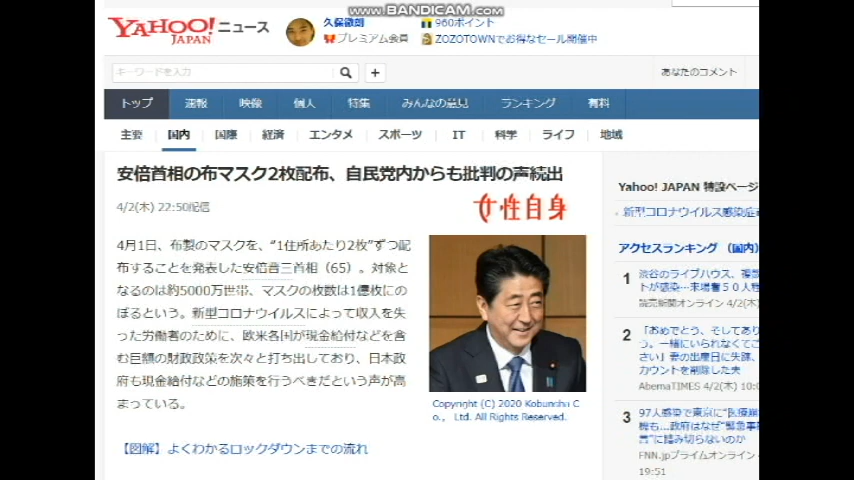 www.BANDICAM.com
YAHOO! JAPAN ニュース
久保徹朗
プレミアム会員
960ポイント
ZOZOTOWNでお得なセール開催中
キーワードを入力
あなたのコメント
トップ 速報 映像 個人 特集 みんなの意見 ランキング 有料
主要 国内 国際 経済 エンタメ スポーツ IT 科学 ライフ 地域
安倍首相の布マスク2枚配布、自民党内からも批判の声続出
4/2(木) 22:50配信
女性自身
4月1日、布製のマスクを、“1住所あたり2枚”ずつ配
布することを発表した安倍晋三首相（65）。対象と
なるのは約5000万世帯、マスクの枚数は1億枚にの
ぼるという。新型コロナウイルスによって収入を失っ
た労働者のために、欧米各国が現金給付などを含
む巨額の財政政策を次々と打ち出しており、日本政
府も現金給付などの施策を行うべきだという声が高
まっている。
【図解】よくわかるロックダウンまでの流れ
Copyright (C) 2020 Kobunsha C
o., Ltd. All Rights Reserved.
Yahoo! JAPAN 特設ページ
新型コロナウイルス感染症
アクセスランキング （国内）
1 渋谷のライブハウス、複数
トが感染…来場者５０人程
読売新聞オンライン 4/2(木)
2 「おめでとう、そしてあり
う。一緒にいられなくてご
さい」妻の出産日に失踪、
カウントを削除した夫
AbemaTIMES 4/2(木) 10:0
3 97人感染で東京に“医療崩
機も…政府はなぜ“緊急事
言”に踏み切らないのか
FNN.jpプライムオンライン
19:51